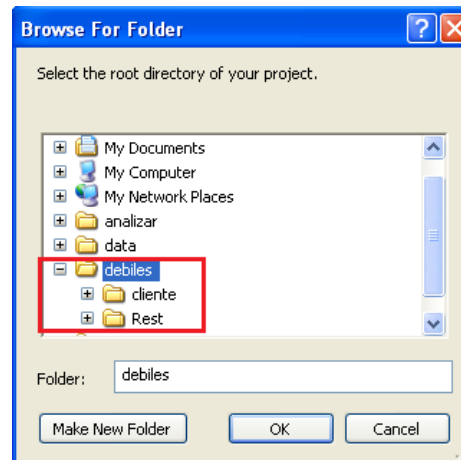 Browse For Folder
Select the root directory of your project.
My Documents
My Computer
My Network Places
analizar
data
debiles
cliente
Rest
Folder: debiles
Make New Folder OK Cancel